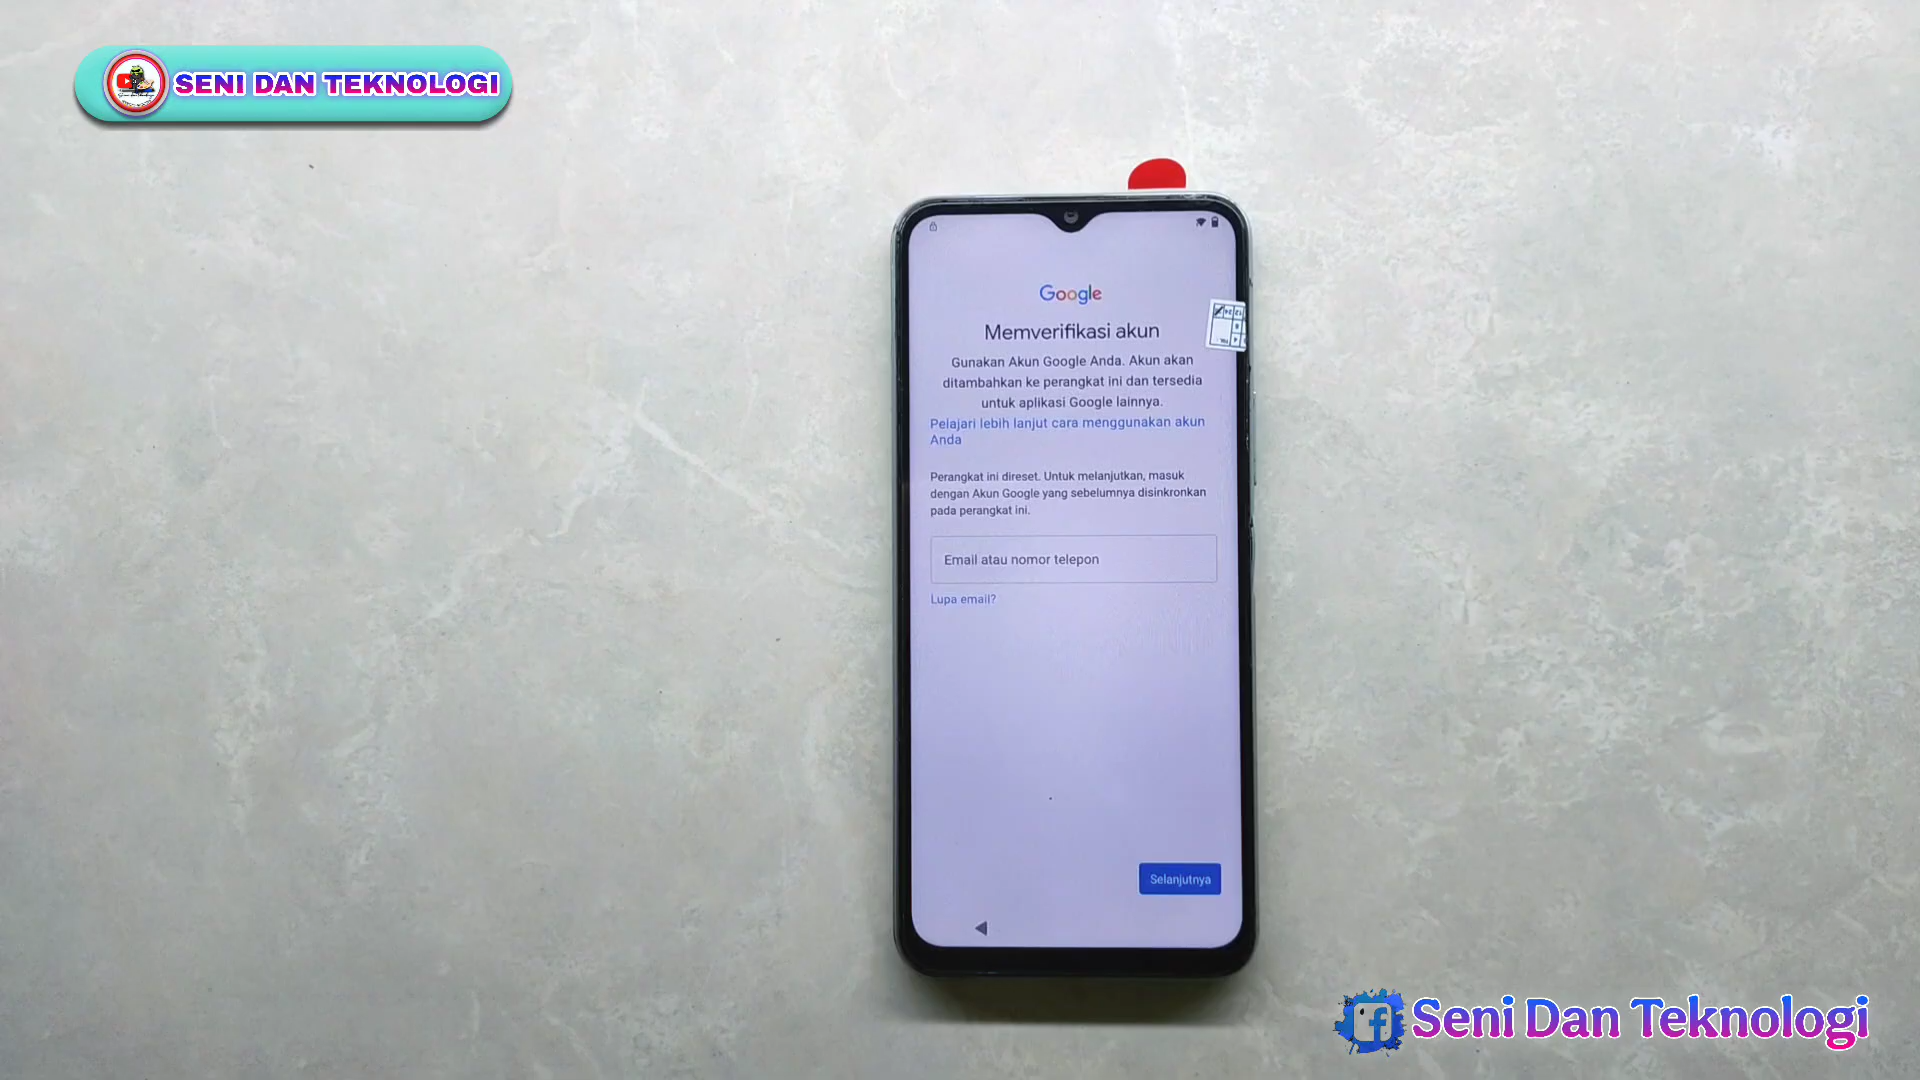 SENI DAN TEKNOLOGI
Google
Memverifikasi akun
Gunakan Akun Google Anda. Akun akan
ditambahkan ke perangkat ini dan tersedia
untuk aplikasi Google lainnya.
Pelajari lebih lanjut cara menggunakan akun
Anda
Perangkat ini direset. Untuk melanjutkan, masuk
dengan Akun Google yang sebelumnya disinkronkan
pada perangkat ini.
Email atau nomor telepon
Lupa email?
Selanjutnya
Seni Dan Teknologi